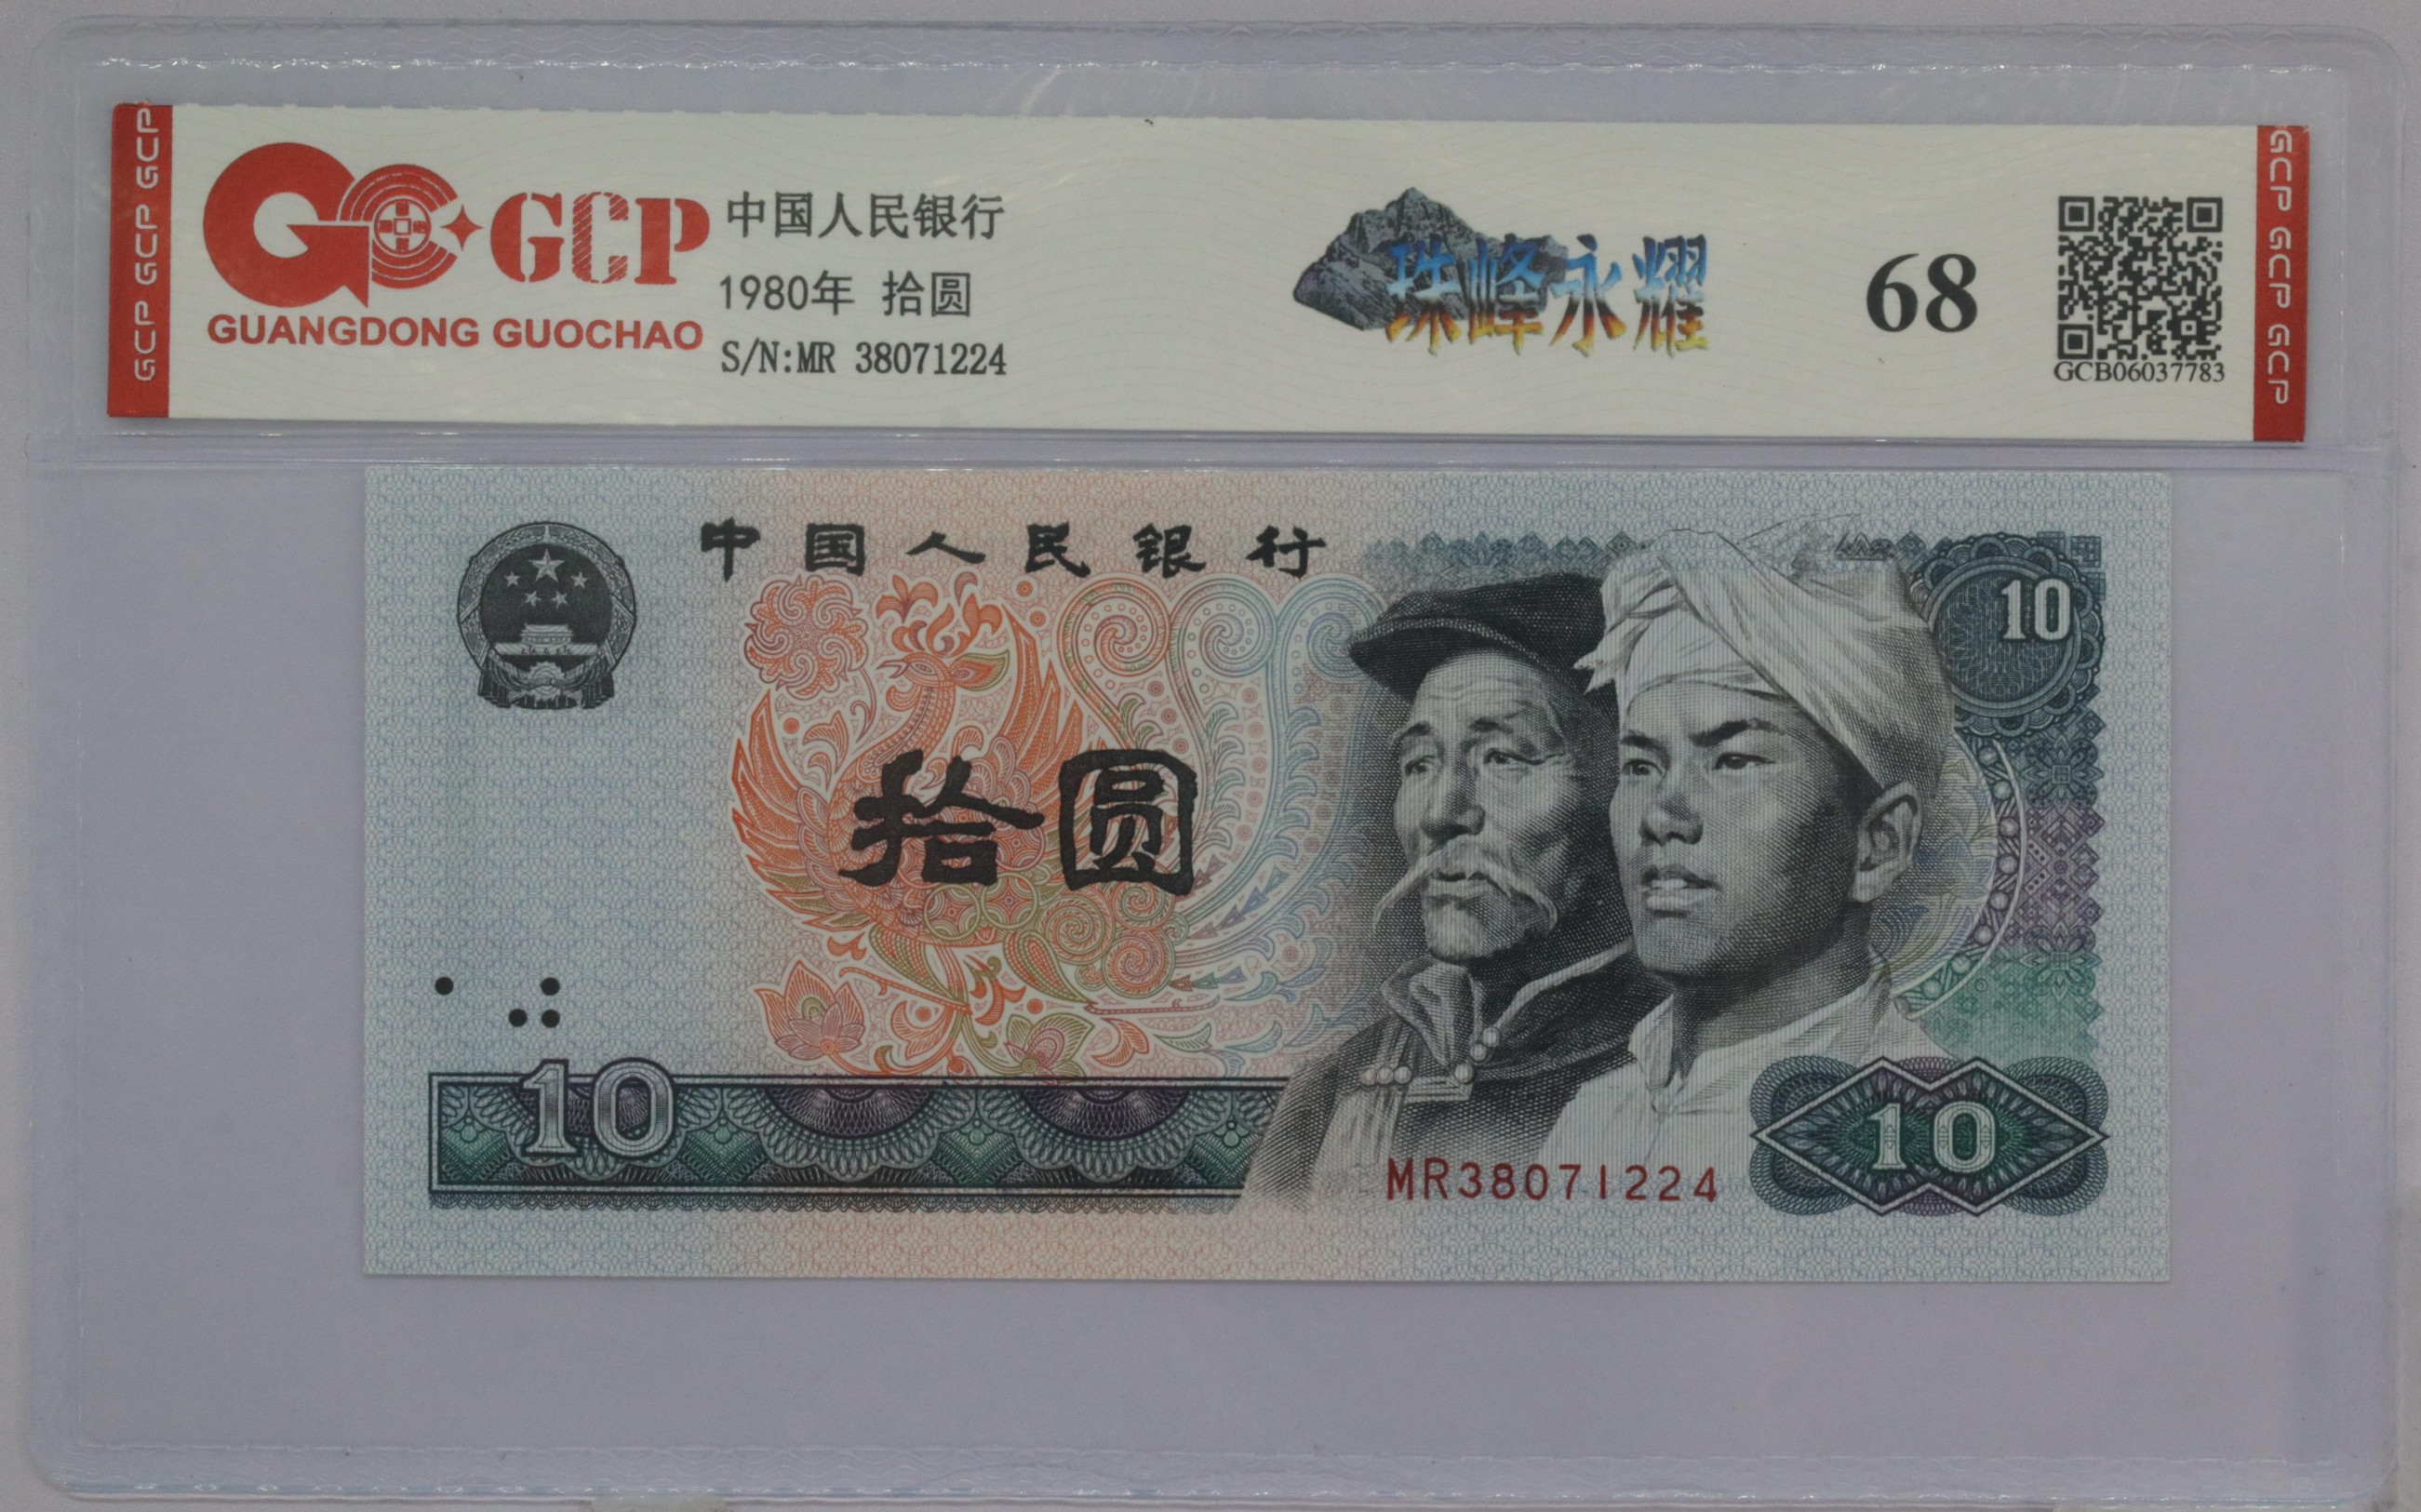 GCP GCP GCP
GCP
GUANGDONG GUOCHAO
中国人民银行
1980年 拾圆
S/N:MR 38071224
珠峰永耀
68
GCB06037783
GCP GCP GCP
中国人民银行
10
拾圆
10
MR38071224
10